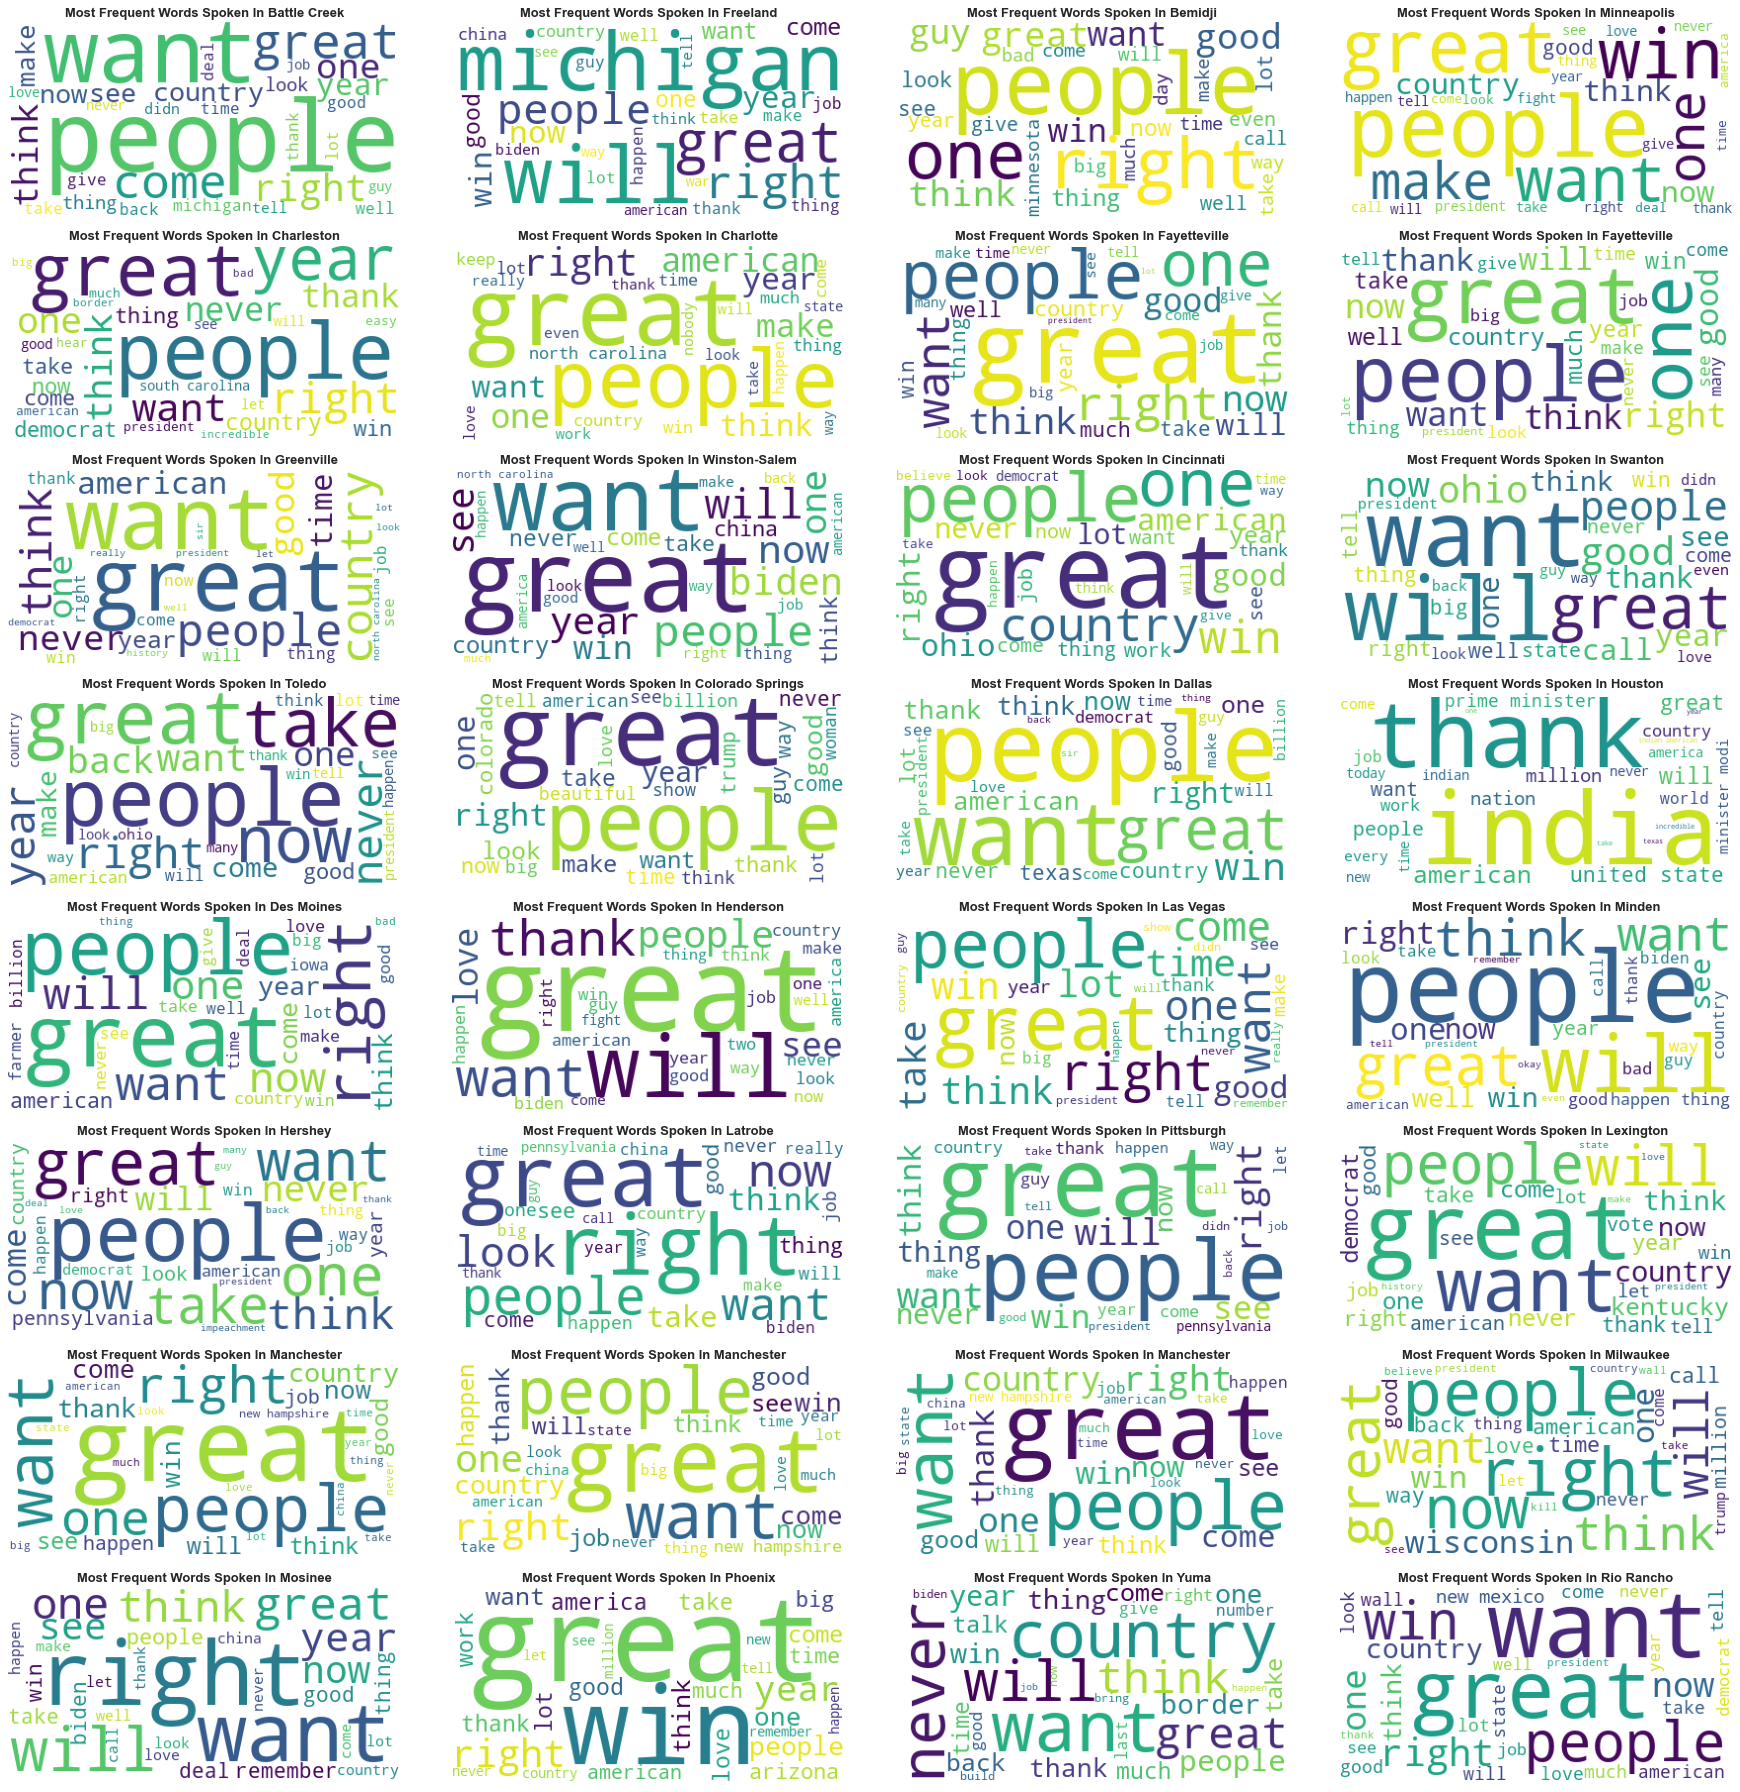 Most Frequent Words Spoken In Battle Creek
want great make deal job one love now see country look year never didn time good think people thank lot give come right guy thing back michigan tell take well
Most Frequent Words Spoken In Freeland
china country well want come see tell michigan guy good people one year job now think take make win biden way happen great will lot war right american thank thing
Most Frequent Words Spoken In Bemidji
guy great want good bad come will look people day make lot see year give win now time even call one minnesota right much big way think thing well take
Most Frequent Words Spoken In Minneapolis
great see love never good win thing country year america happen tell come look fight think people one give time make want now call will president take right deal thank
Most Frequent Words Spoken In Charleston
big great bad year much border never thank one thing see will easy good hear think people take now south carolina right come let american want country democrat president incredible win
Most Frequent Words Spoken In Charlotte
keep lot right american come really thank time year great much state will even nobody make north carolina look thing want people take happen one country win think way love work
Most Frequent Words Spoken In Fayetteville
make time never tell people see lot one many well country good give president come thank want thing great job win year big right now look think much take will
Most Frequent Words Spoken In Fayetteville
tell thank give will time win come take great now big job one good well country year much make people see many lot never want think right thing president look
Most Frequent Words Spoken In Greenville
thank american good time country want lot look think sir really president let one right great now job well see democrat come never year people north carolina win history will thing
Most Frequent Words Spoken In Winston-Salem
north carolina make back see happen want will one china american never well come take now great america look way biden good job year people think country win right thing much
Most Frequent Words Spoken In Cincinnati
believe look democrat one time people way never now lot american want year take great thank right happen job think will good see country give win ohio come thing work
Most Frequent Words Spoken In Swanton
now ohio think win didn president want people tell never good see come thing back guy way thank even will big one great right look well state call year love
Most Frequent Words Spoken In Toledo
great take think lot time country big back want thank one see year make people win tell never happen look ohio now way right many president american will come good
Most Frequent Words Spoken In Colorado Springs
tell american see billion never one colorado great love trump good woman take year guy way come beautiful show right people look now big make want thank time think lot
Most Frequent Words Spoken In Dallas
thank think now time thing one see back democrat guy lot people sir good make billion president love american right will take want great year never texas come country win
Most Frequent Words Spoken In Houston
come prime minister great one year thank country indian american job america today indian million never will minister modi want work nation world people india incredible every time take texas new american united state
Most Frequent Words Spoken In Des Moines
thing love bad people give deal big right good billion iowa will one year take well lot farmer great see come make never time think want now american country win
Most Frequent Words Spoken In Henderson
thank people country love great thing think make win right guy job one well america happen fight american will two see year want good way never look biden come now
Most Frequent Words Spoken In Las Vegas
guy people show come didn time see country win year lot will thank want make great now one thing really take big happen right never think president tell good remember
Most Frequent Words Spoken In Minden
right think want look take people remember call thank biden see one now year country tell president way great okay will bad guy american well win even good happen thing
Most Frequent Words Spoken In Hershey
country great many want guy right will win never deal love back thank come happen people thing way year job democrat look american president one now take think pennsylvania impeachment
Most Frequent Words Spoken In Latrobe
time pennsylvania china good never really great now guy think job one see call country big look right year way thing thank will people make want come happen take biden
Most Frequent Words Spoken In Pittsburgh
country take thank happen way let think great guy right call tell now one will thing didn job make people back want see never good win year come president pennsylvania
Most Frequent Words Spoken In Lexington
state good people will love democrat take come lot make think great see vote now year win want country job history let president one kentucky right american never thank tell
Most Frequent Words Spoken In Manchester
come right country american job now thank look new hampshire time good want state great win year thing much love never one people china see happen will lot think take big
Most Frequent Words Spoken In Manchester
happen thank people good see win will state think time year lot one look china great big love much country american want come right job now take never thing new hampshire
Most Frequent Words Spoken In Manchester
want country job right happen new hampshire american take big state china lot thank great much time love win now never see thing look one people good will year think come
Most Frequent Words Spoken In Milwaukee
believe president country wall great good people one come call will back thing american want love time right take million win let way now kill never trump see wisconsin think
Most Frequent Words Spoken In Mosinee
one think great happen see make people china year win right thank let never now good thing take biden well want will call look love come lot deal remember country
Most Frequent Words Spoken In Phoenix
want america take big work great see new come let million time tell good think much year thank lot win one happen right love remember people never country american arizona
Most Frequent Words Spoken In Yuma
biden year thing come right one never talk give number win country will think take job now bring happen time good want last border great back build thank much people
Most Frequent Words Spoken In Rio Rancho
look wall new mexico come never win want tell country well president year democrat one think great now take thank see lot state good right job people will love much american